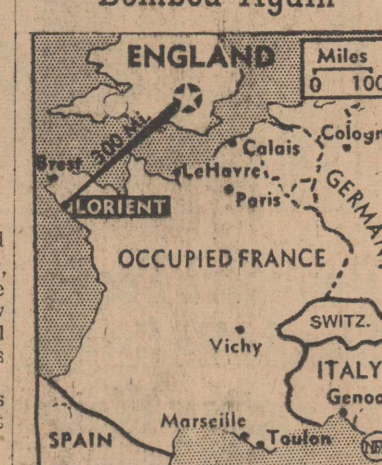 Again
ENGLAND
Miles
0 100
300 Mi.
Calais
Cologn
Brest
LeHavre
Paris
GERMAN
LORIENT
OCCUPIED FRANCE
SWITZ.
Vichy
ITALY
Genoa
Marseille
SPAIN
Toulon
NEA